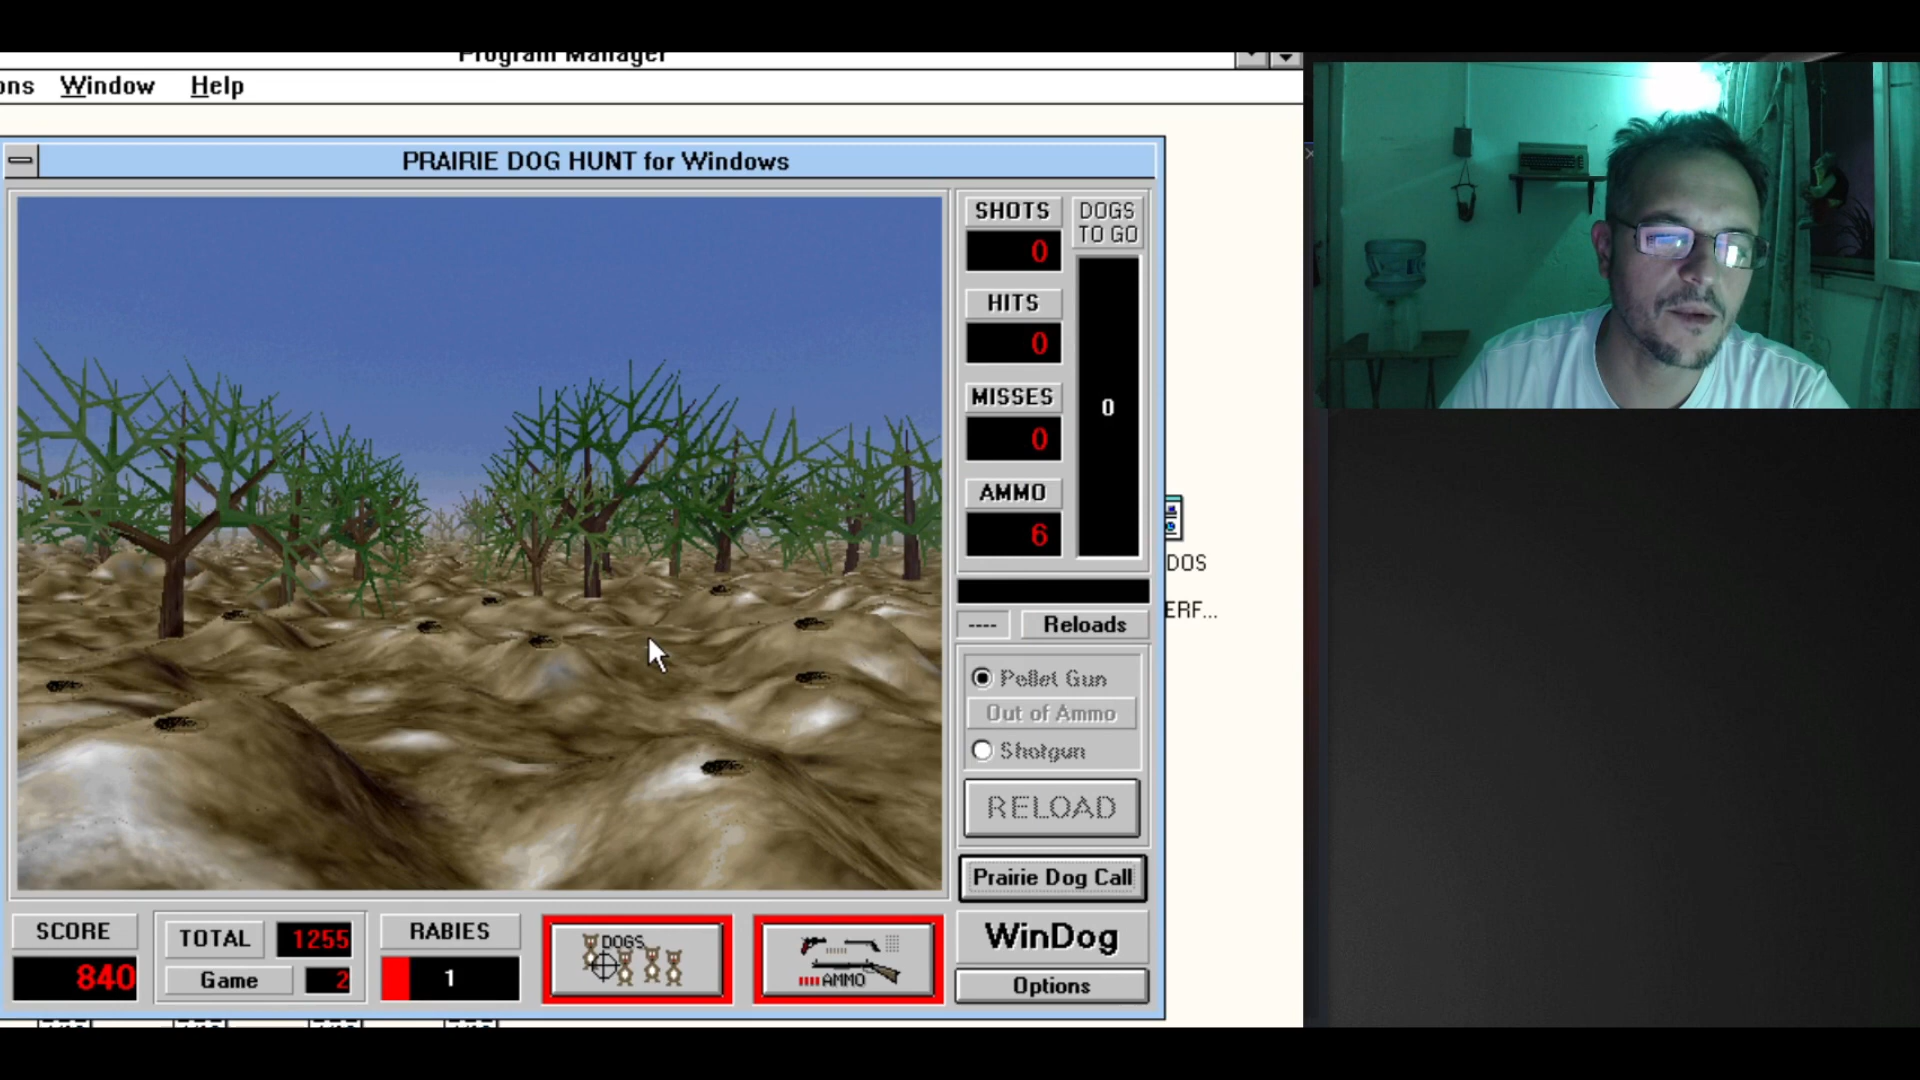 Program Manager
ons Window Help
PRAIRIE DOG HUNT for Windows
SHOTS
0
DOGS
TO GO
HITS
0
MISSES
0
0
AMMO
6
DOS
ERF...
---- Reloads
Pellet Gun
Out of Ammo
Shotgun
RELOAD
Prairie Dog Call
SCORE
840
TOTAL 1255
Game 2
RABIES
1
DOGS
AMMO
WinDog
Options